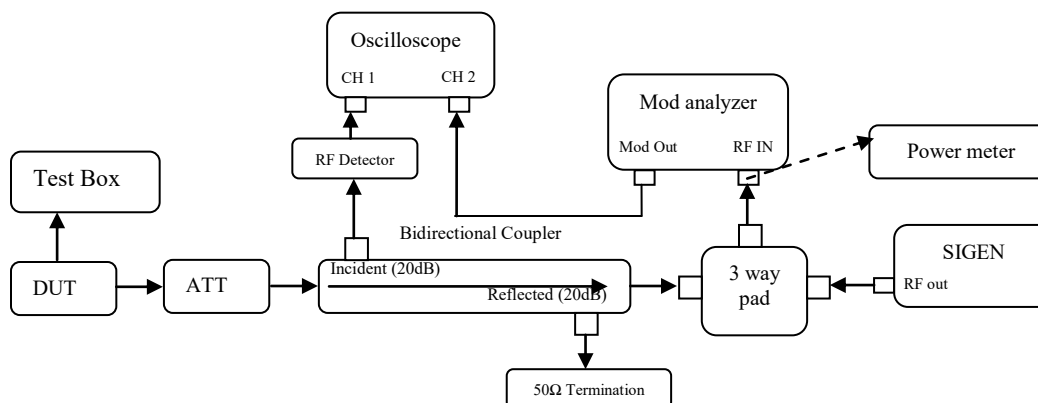 Oscilloscope
CH 1
CH 2
Mod analyzer
Mod Out
RF IN
Power meter
RF Detector
Test Box
Bidirectional Coupler
SIGEN
RF out
3 way
pad
DUT
ATT
Incident (20dB)
Reflected (20dB)
50Ω Termination